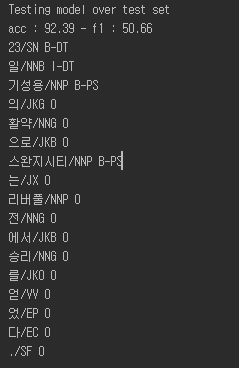 Testing model over test set
acc : 92.39 - f1 : 50.66
23/SN B-DT
일/NNB I-DT
기성용/NNP B-PS
의/JKG O
활약/NNG O
으로/JKB O
스완지시티/NNP B-PS
는/JX O
리버풀/NNP O
전/NNG O
에서/JKB O
승리/NNG O
를/JKO O
얻/VV O
었/EP O
다/EC O
./SF O